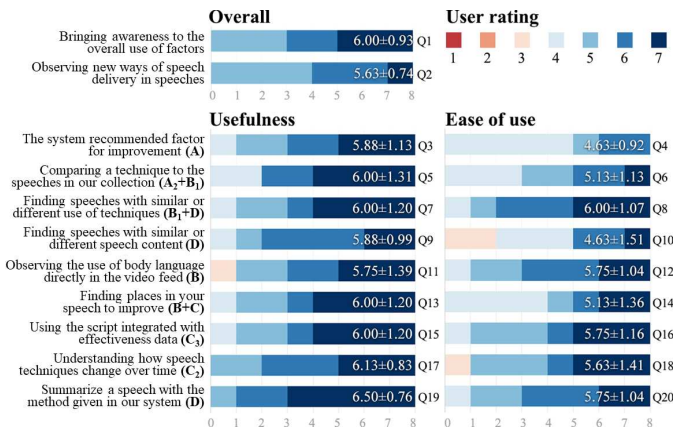 Overall
User rating
Bringing awareness to the
overall use of factors
6.00±0.93 Q1
Observing new ways of speech
delivery in speeches
5.63±0.74 Q2
1 2 3 4 5 6 7
0 1 2 3 4 5 6 7 8
Usefulness
Ease of use
The system recommended factor
for improvement (A)
5.88±1.13 Q3
4.63±0.92 Q4
Comparing a technique to the
speeches in our collection (A₂+B₁)
6.00±1.31 Q5
5.13±1.13 Q6
Finding speeches with similar or
different use of techniques (B₁+D)
6.00±1.20 Q7
6.00±1.07 Q8
Finding speeches with similar or
different speech content (D)
5.88±0.99 Q9
4.63±1.51 Q10
Observing the use of body language
directly in the video feed (B)
5.75±1.39 Q11
5.75±1.04 Q12
Finding places in your
speech to improve (B+C)
6.00±1.20 Q13
5.13±1.36 Q14
Using the script integrated with
effectiveness data (C₃)
6.00±1.20 Q15
5.75±1.16 Q16
Understanding how speech
techniques change over time (C₂)
6.13±0.83 Q17
5.63±1.41 Q18
Summarize a speech with the
method given in our system (D)
6.50±0.76 Q19
5.75±1.04 Q20
0 1 2 3 4 5 6 7 8
0 1 2 3 4 5 6 7 8